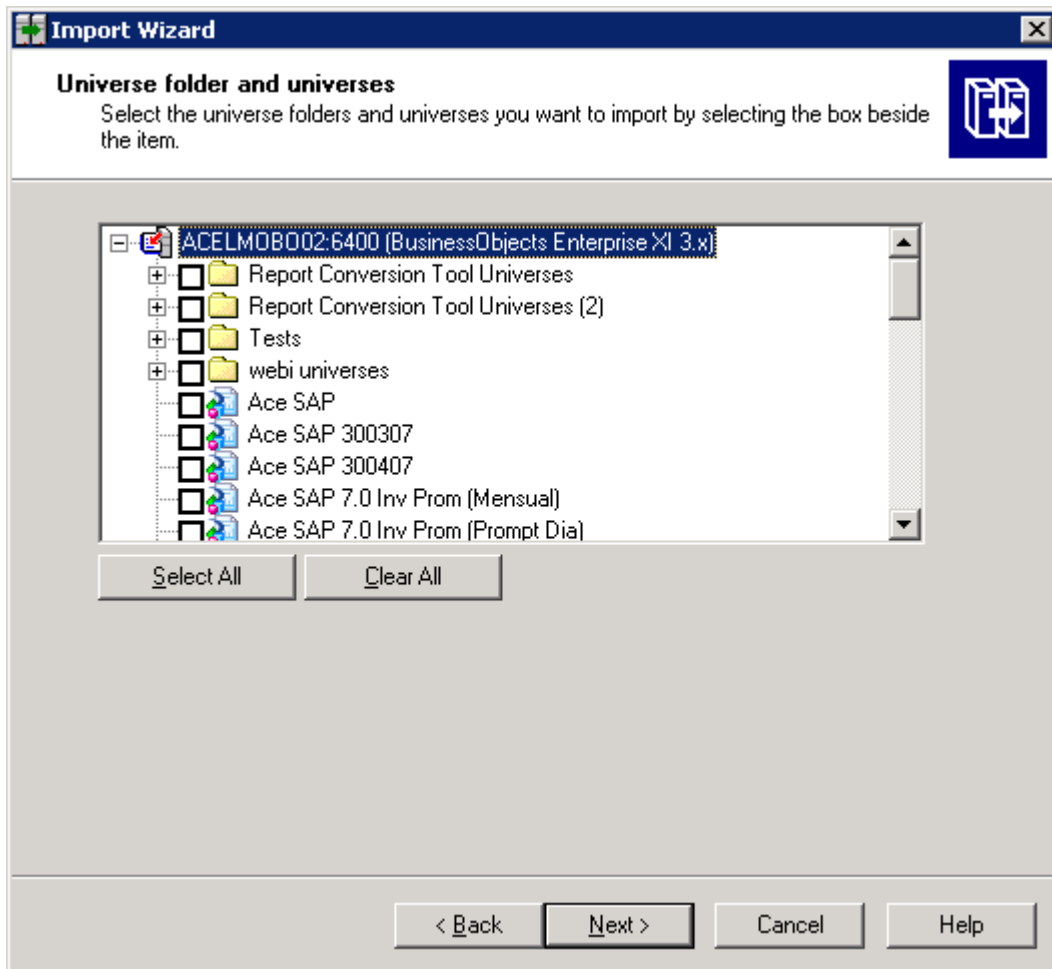 Import Wizard
Universe folder and universes
Select the universe folders and universes you want to import by selecting the box beside
the item.
ACELMOBO02:6400 (BusinessObjects Enterprise XI 3.x)
Report Conversion Tool Universes
Report Conversion Tool Universes (2)
Tests
webi universes
Ace SAP
Ace SAP 300307
Ace SAP 300407
Ace SAP 7.0 Inv Prom (Mensual)
Ace SAP 7.0 Inv Prom (Prompt Dia)
Select All Clear All
< Back Next > Cancel Help